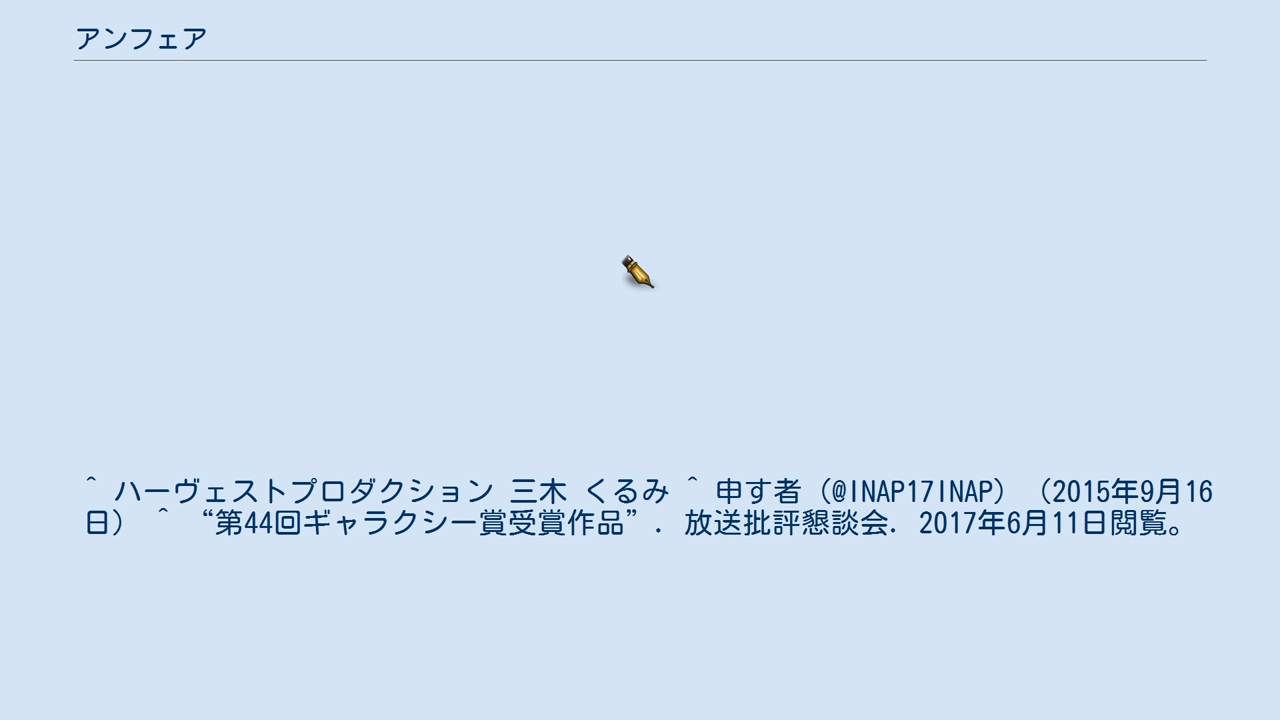 アンフェア
^ ハーヴェストプロダクション 三木 くるみ ^ 申す者（@INAP17INAP）（2015年9月16
日） ^ “第44回ギャラクシー賞受賞作品”. 放送批評懇談会. 2017年6月11日閲覧。